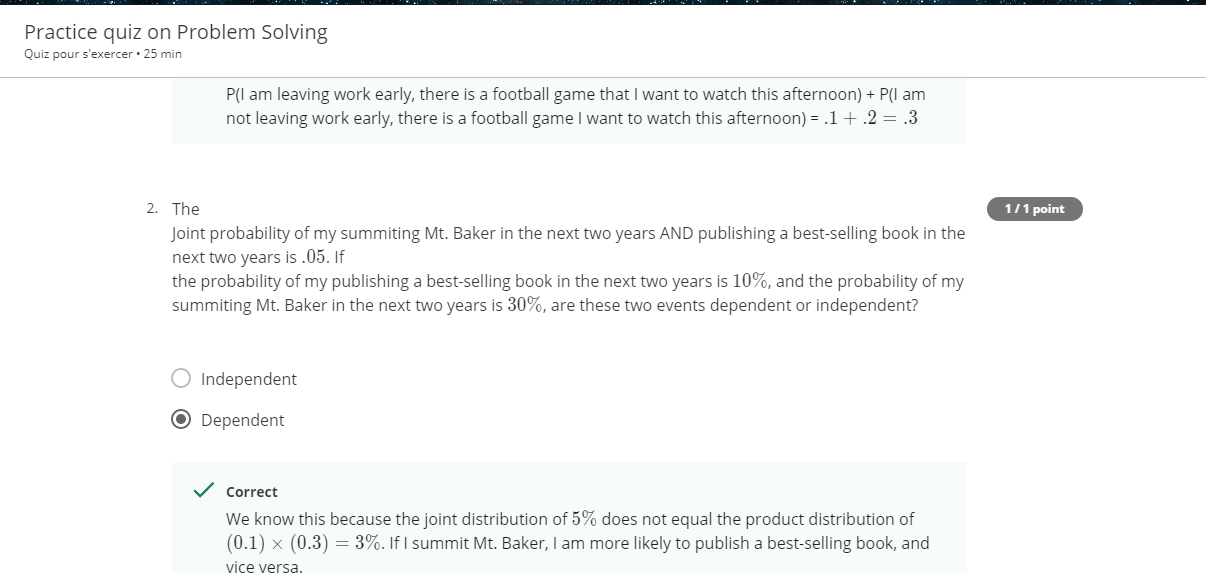 Practice quiz on Problem Solving
Quiz pour s'exercer • 25 min
P(I am leaving work early, there is a football game that I want to watch this afternoon) + P(I am
not leaving work early, there is a football game I want to watch this afternoon) = .1 + .2 = .3
2. The
1 / 1 point
Joint probability of my summiting Mt. Baker in the next two years AND publishing a best-selling book in the
next two years is .05. If
the probability of my publishing a best-selling book in the next two years is 10%, and the probability of my
summiting Mt. Baker in the next two years is 30%, are these two events dependent or independent?
Independent
Dependent
Correct
We know this because the joint distribution of 5% does not equal the product distribution of
(0.1) × (0.3) = 3%. If I summit Mt. Baker, I am more likely to publish a best-selling book, and
vice versa.